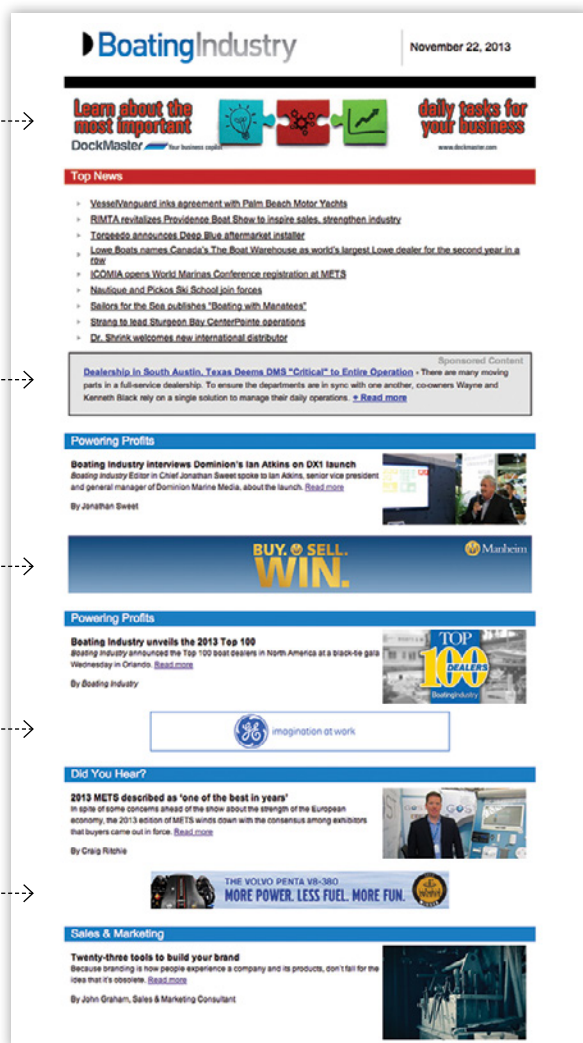 BoatingIndustry
November 22, 2013
Learn about the
most important
daily tasks for
your business
DockMaster Your business copilot
www.dockmaster.com
Top News
VesselVanguard inks agreement with Palm Beach Motor Yachts
RIMTA revitalizes Providence Boat Show to inspire sales, strengthen industry
Torqeedo announces Deep Blue aftermarket installer
Lowe Boats names Canada's The Boat Warehouse as world's largest Lowe dealer for the second year in a
row
ICOMIA opens World Marinas Conference registration at METS
Nautique and Pickos Ski School join forces
Sailors for the Sea publishes "Boating with Manatees"
Strang to lead Sturgeon Bay CenterPointe operations
Dr. Shrink welcomes new international distributor
Sponsored Content
Dealership in South Austin, Texas Deems DMS "Critical" to Entire Operation - There are many moving
parts in a full-service dealership. To ensure the departments are in sync with one another, co-owners Wayne and
Kenneth Black rely on a single solution to manage their daily operations. + Read more
Powering Profits
Boating Industry interviews Dominion's Ian Atkins on DX1 launch
Boating Industry Editor in Chief Jonathan Sweet spoke to Ian Atkins, senior vice president
and general manager of Dominion Marine Media, about the launch. Read more
By Jonathan Sweet
BUY. SELL.
WIN.
Manheim
Powering Profits
Boating Industry unveils the 2013 Top 100
Boating Industry announced the Top 100 boat dealers in North America at a black-tie gala
Wednesday in Orlando. Read more
By Boating Industry
TOP
100
DEALERS
BoatingIndustry
GE imagination at work
Did You Hear?
2013 METS described as 'one of the best in years'
In spite of some concerns ahead of the show about the strength of the European
economy, the 2013 edition of METS winds down with the consensus among exhibitors
that buyers came out in force. Read more
By Craig Ritchie
THE VOLVO PENTA V8-380
MORE POWER. LESS FUEL. MORE FUN.
Sales & Marketing
Twenty-three tools to build your brand
Because branding is how people experience a company and its products, don't fall for the
idea that it's obsolete. Read more
By John Graham, Sales & Marketing Consultant